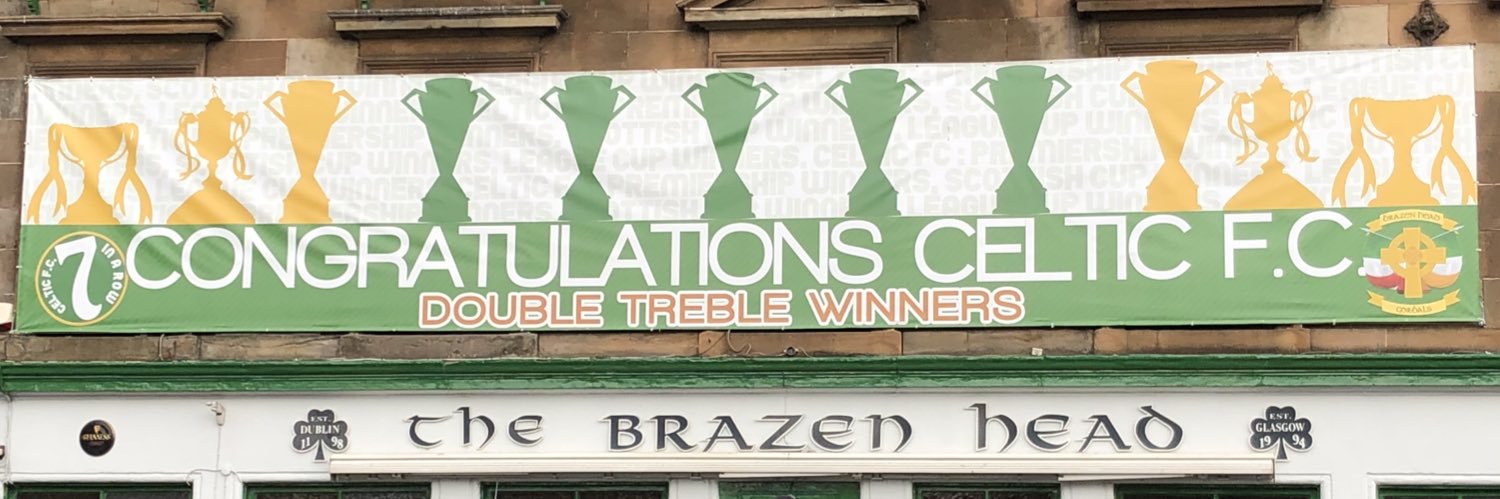 CONGRATULATIONS CELTIC F.C.
DOUBLE TREBLE WINNERS
CELTIC F.C. 7 IN A ROW
BRAZEN HEAD
GUINNESS
EST. DUBLIN 1198
THE BRAZEN HEAD
EST. GLASGOW 1994